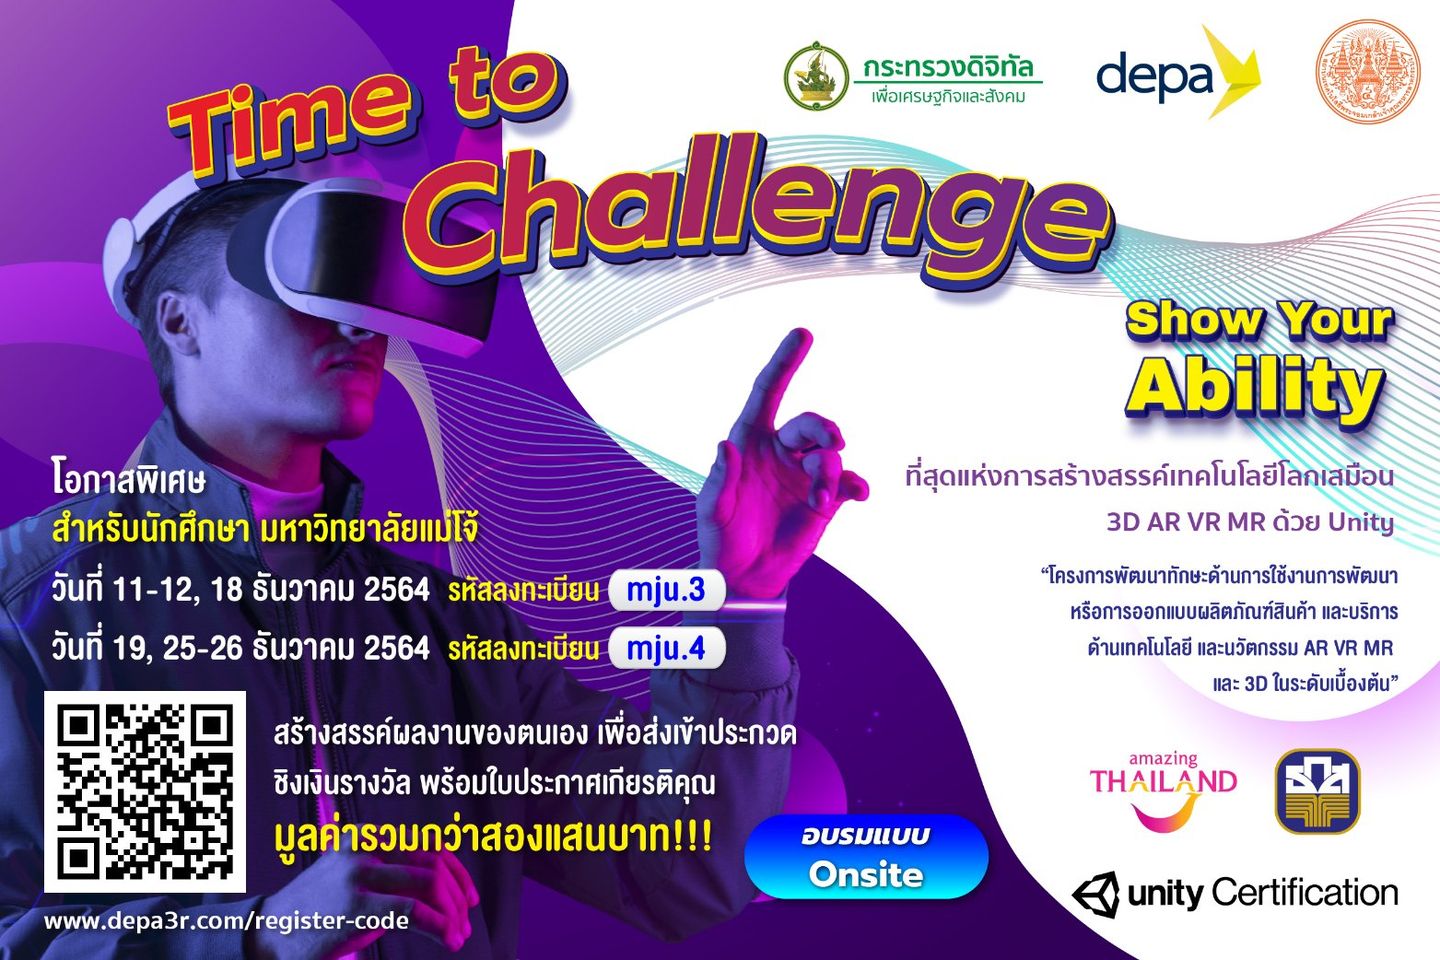 Time to
Challenge
กระทรวงดิจิทัล
เพื่อเศรษฐกิจและสังคม
depa
Show Your
Ability
ที่สุดแห่งการสร้างสรรค์เทคโนโลยีโลกเสมือน
3D AR VR MR ด้วย Unity
“โครงการพัฒนาทักษะด้านการใช้งานการพัฒนา
หรือการออกแบบผลิตภัณฑ์สินค้า และบริการ
ด้านเทคโนโลยี และนวัตกรรม AR VR MR
และ 3D ในระดับเบื้องต้น”
โอกาสพิเศษ
สำหรับนักศึกษา มหาวิทยาลัยแม่โจ้
วันที่ 11-12, 18 ธันวาคม 2564 รหัสลงทะเบียน mju.3
วันที่ 19, 25-26 ธันวาคม 2564 รหัสลงทะเบียน mju.4
สร้างสรรค์ผลงานของตนเอง เพื่อส่งเข้าประกวด
ชิงเงินรางวัล พร้อมใบประกาศเกียรติคุณ
มูลค่ารวมกว่าสองแสนบาท!!!
www.depa3r.com/register-code
อบรมแบบ
Onsite
amazing
THAILAND
unity Certification